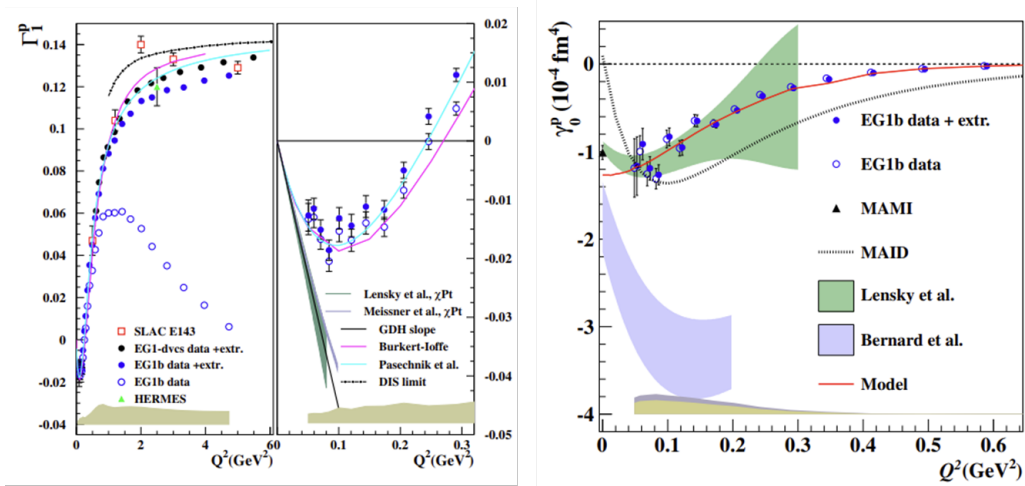 Γ₁ᵖ
0.14
0.12
0.1
0.08
0.06
0.04
0.02
0
-0.02
-0.04
SLAC E143
EG1-dvcs data +extr.
EG1b data +extr.
EG1b data
HERMES
0 2 4 6
Q²(GeV²)
0.02
0.01
0
-0.01
-0.02
-0.03
-0.04
-0.05
Lensky et al., χPt
Meissner et al., χPt
GDH slope
Burkert-Ioffe
Pasechnik et al.
DIS limit
0 0.1 0.2 0.3
Q²(GeV²)
γ₀ᵖ (10⁻⁴ fm⁴)
0
-1
-2
-3
-4
EG1b data + extr.
EG1b data
MAMI
MAID
Lensky et al.
Bernard et al.
Model
0 0.1 0.2 0.3 0.4 0.5 0.6
Q²(GeV²)